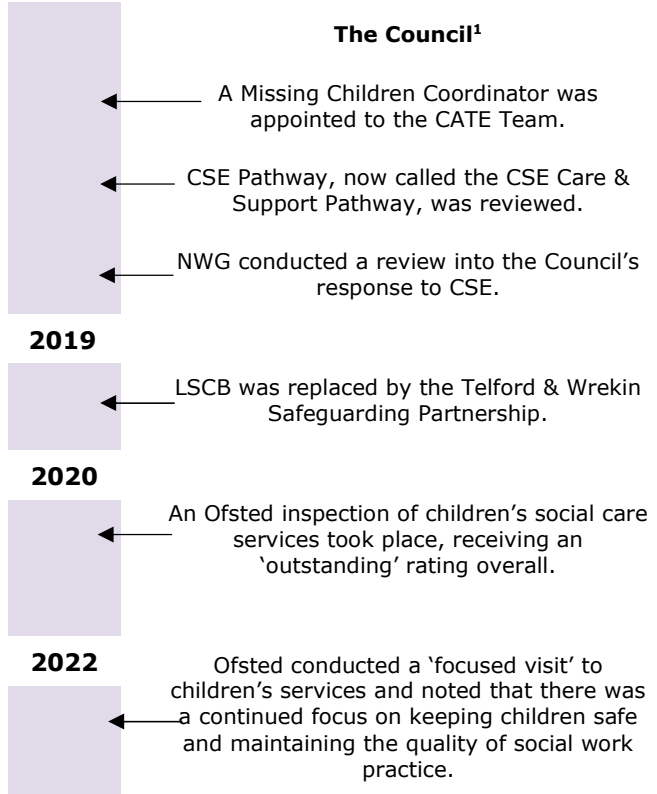 The Council¹
A Missing Children Coordinator was
appointed to the CATE Team.
CSE Pathway, now called the CSE Care &
Support Pathway, was reviewed.
NWG conducted a review into the Council’s
response to CSE.
2019
LSCB was replaced by the Telford & Wrekin
Safeguarding Partnership.
2020
An Ofsted inspection of children’s social care
services took place, receiving an
‘outstanding’ rating overall.
2022
Ofsted conducted a ‘focused visit’ to
children’s services and noted that there was
a continued focus on keeping children safe
and maintaining the quality of social work
practice.